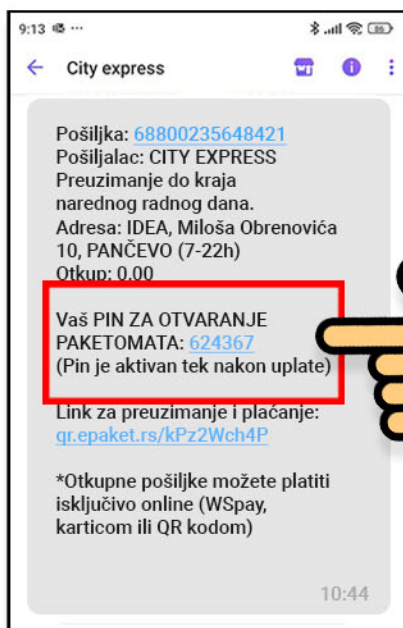 9:13 ...
86
City express
Pošiljka: 68800235648421
Pošiljalac: CITY EXPRESS
Preuzimanje do kraja
narednog radnog dana.
Adresa: IDEA, Miloša Obrenovića
10, PANČEVO (7-22h)
Otkup: 0.00
Vaš PIN ZA OTVARANJE
PAKETOMATA: 624367
(Pin je aktivan tek nakon uplate)
Link za preuzimanje i plaćanje:
qr.epaket.rs/kPz2Wch4P
*Otkupne pošiljke možete platiti
isključivo online (WSpay,
karticom ili QR kodom)
10:44